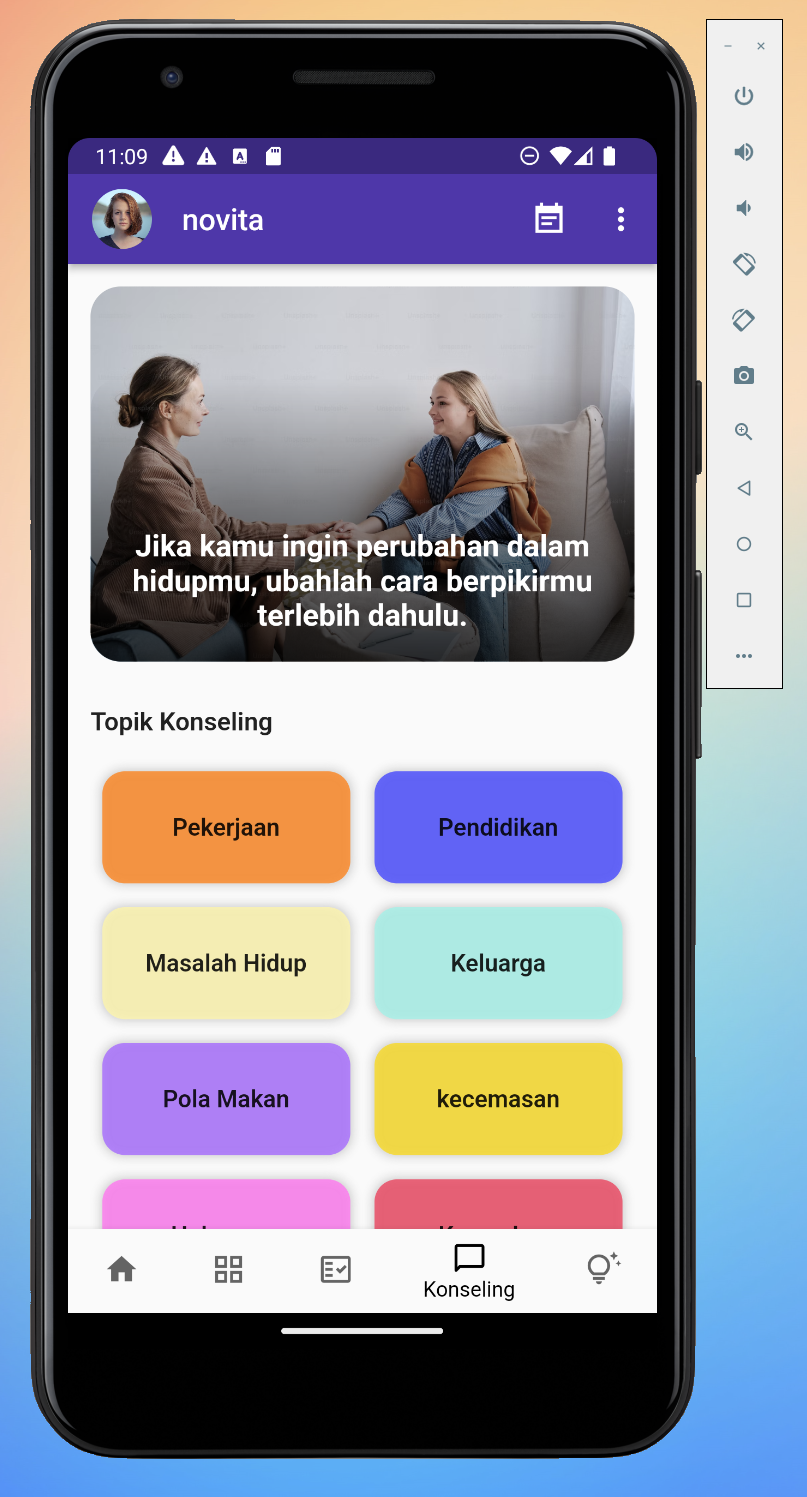 11:09
novita
Jika kamu ingin perubahan dalam
hidupmu, ubahlah cara berpikirmu
terlebih dahulu.
Topik Konseling
Pekerjaan
Pendidikan
Masalah Hidup
Keluarga
Pola Makan
kecemasan
Konseling